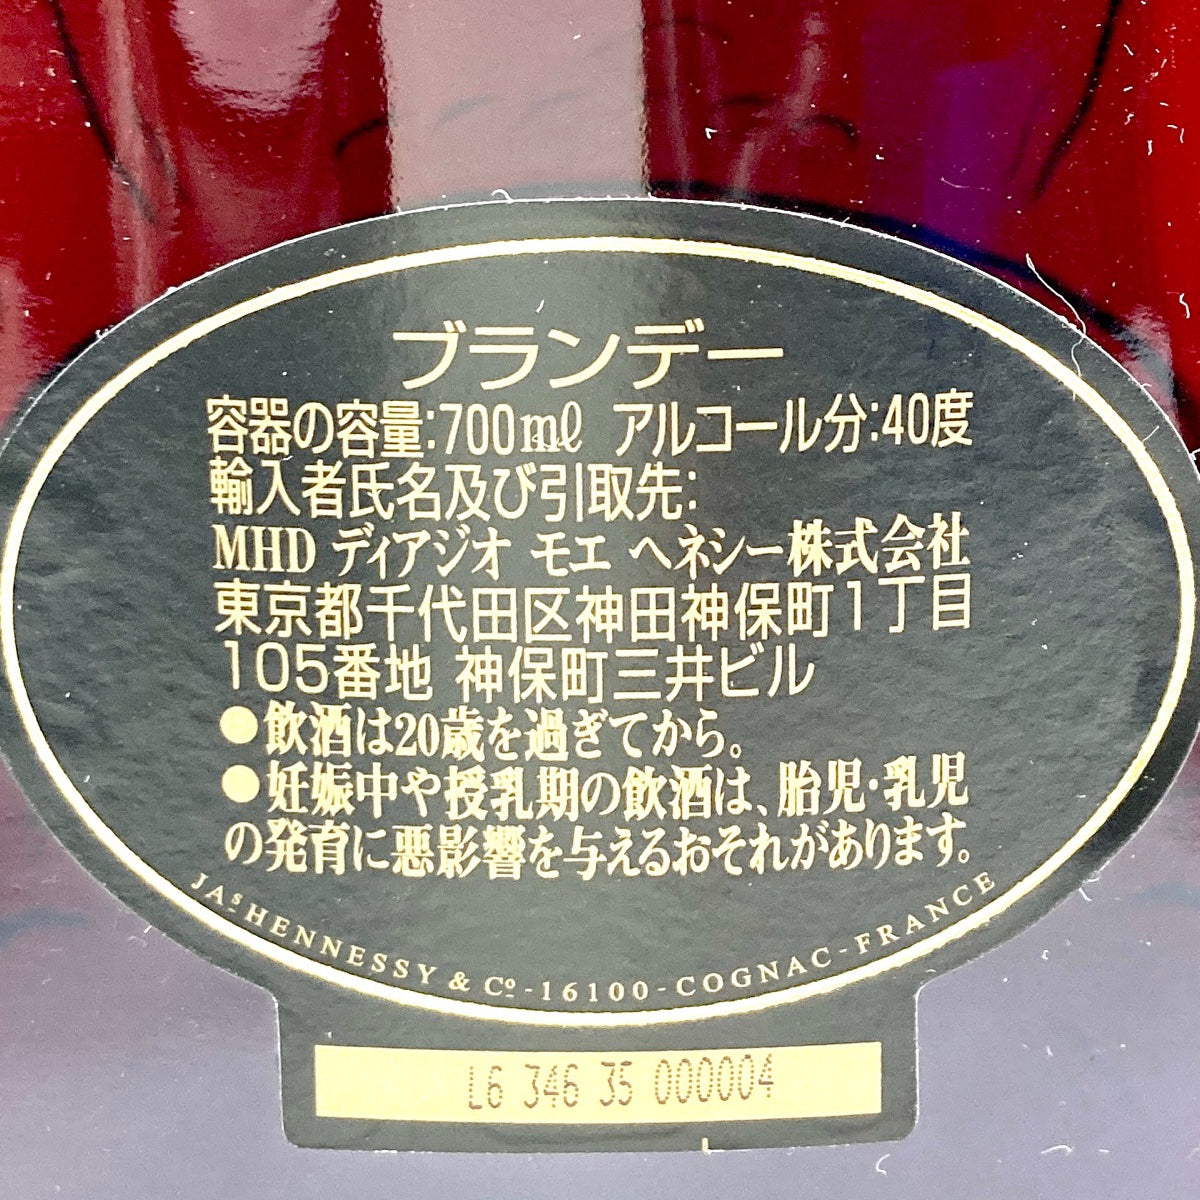 ブランデー
容器の容量:700mℓ アルコール分:40度
輸入者氏名及び引取先:
MHD ディアジオ モエ ヘネシー株式会社
東京都千代田区神田神保町1丁目
105番地 神保町三井ビル
●飲酒は20歳を過ぎてから。
●妊娠中や授乳期の飲酒は、胎児・乳児
の発育に悪影響を与えるおそれがあります。
JAS HENNESSY & Cº - 16100 - COGNAC - FRANCE
L6 346 35 000004